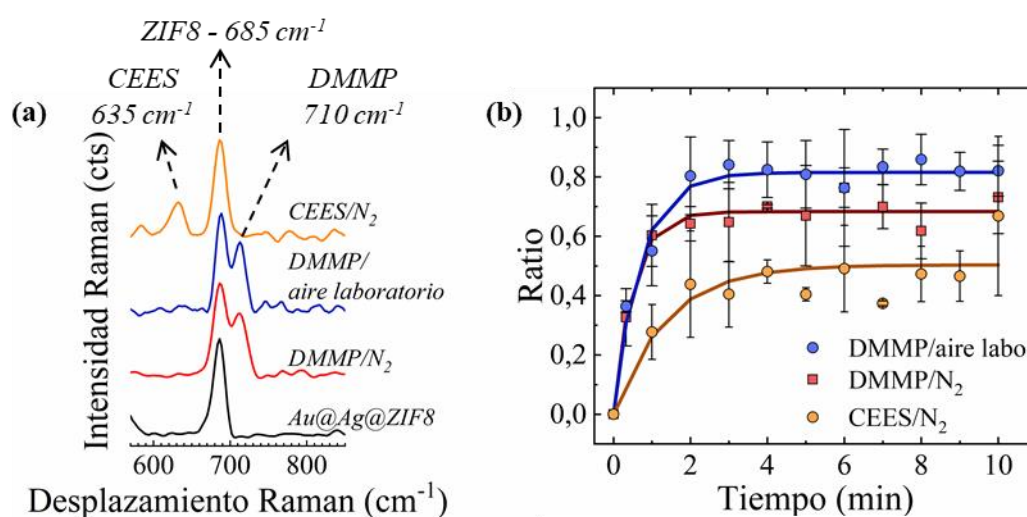 ZIF8 - 685 cm⁻¹
CEES
635 cm⁻¹
DMMP
710 cm⁻¹
(a)
Intensidad Raman (cts)
CEES/N₂
DMMP/
aire laboratorio
DMMP/N₂
Au@Ag@ZIF8
600 700 800
Desplazamiento Raman (cm⁻¹)
(b)
Ratio
1,0
0,8
0,6
0,4
0,2
0,0
DMMP/aire labo
DMMP/N₂
CEES/N₂
0 2 4 6 8 10
Tiempo (min)